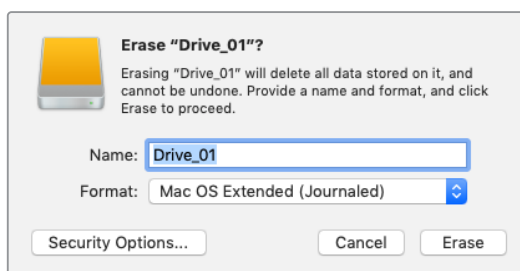 Erase “Drive_01”?
Erasing “Drive_01” will delete all data stored on it, and
cannot be undone. Provide a name and format, and click
Erase to proceed.
Name: Drive_01
Format: Mac OS Extended (Journaled)
Security Options... Cancel Erase